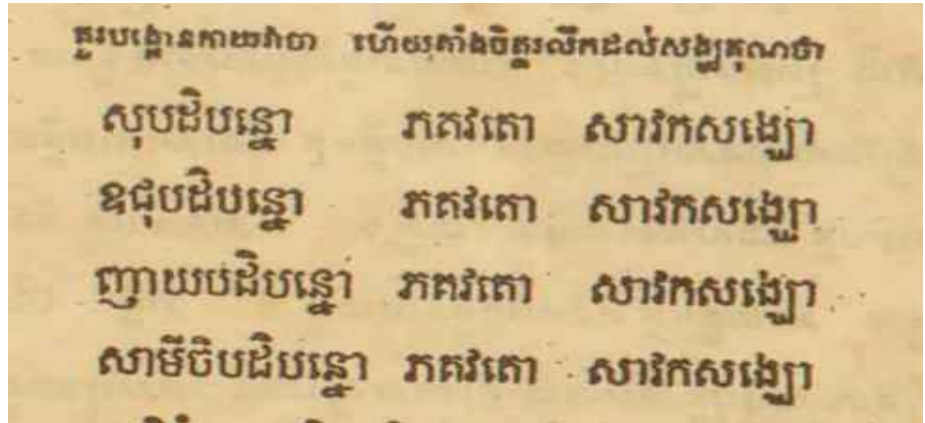 គួរបង្អោនកាយវាចា ហើយតាំងចិត្តរលឹកដល់សង្ឃគុណថា
សុបដិបន្នោ ភគវតោ សាវកសង្ឃោ
ឧជុបដិបន្នោ ភគវតោ សាវកសង្ឃោ
ញាយបដិបន្នោ ភគវតោ សាវកសង្ឃោ
សាមីចិបដិបន្នោ ភគវតោ សាវកសង្ឃោ